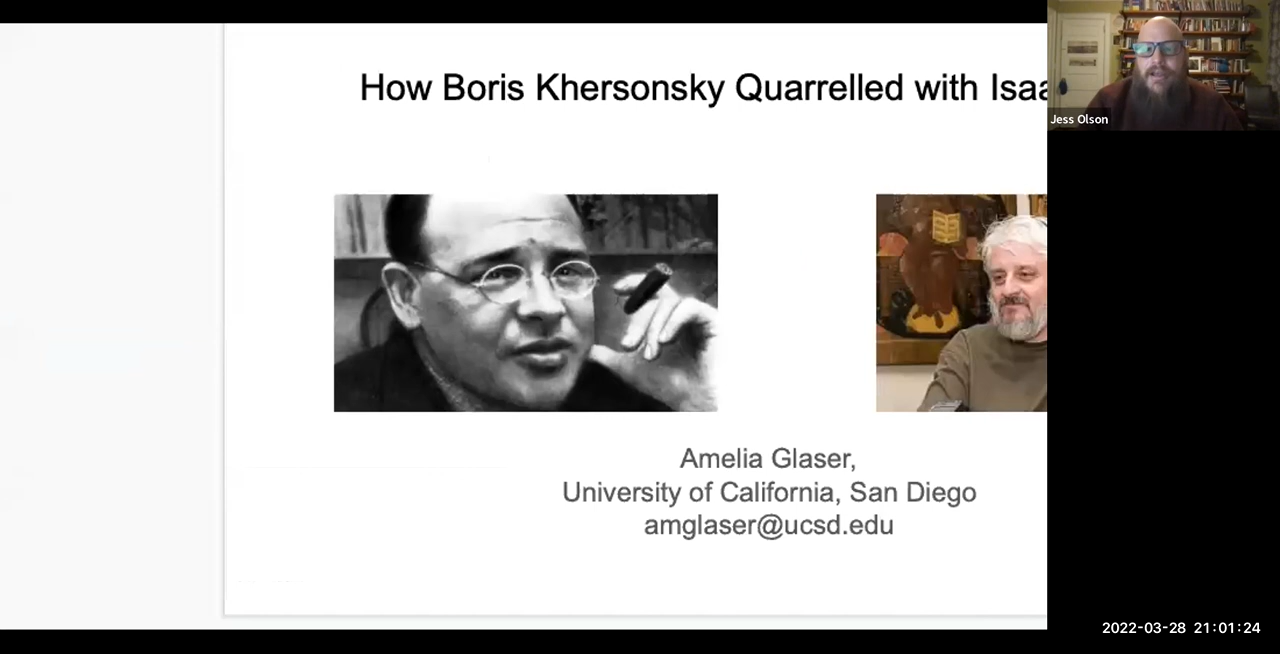 How Boris Khersonsky Quarrelled with Isaa
Jess Olson
Amelia Glaser,
University of California, San Diego
amglaser@ucsd.edu
2022-03-28 21:01:24